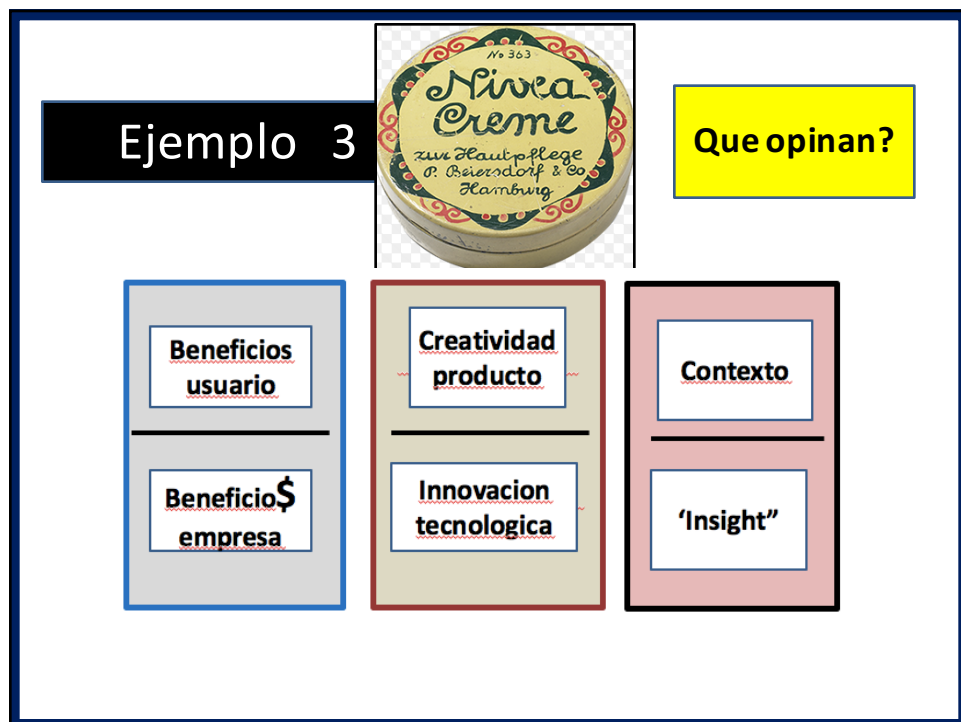 Ejemplo 3
No 363
Nivea
Creme
zur Hautpflege
P. Beiersdorf & Co
Hamburg
Que opinan?
Beneficios
usuario
Beneficio$
empresa
Creatividad
producto
Innovacion
tecnologica
Contexto
‘Insight”